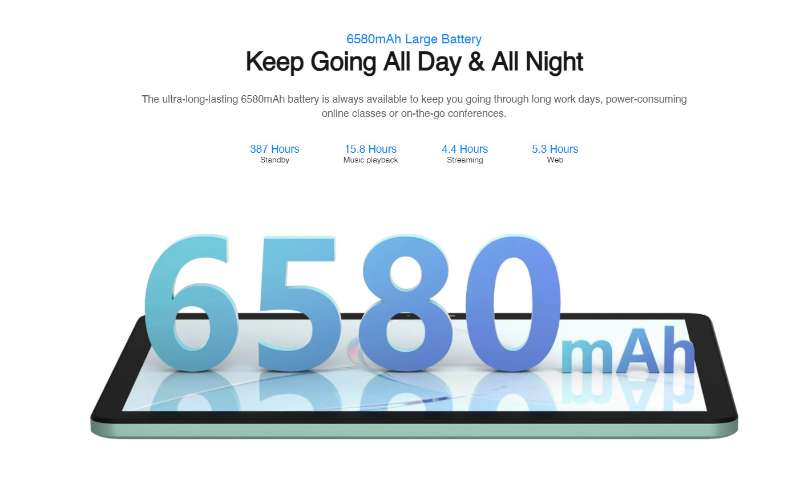 6580mAh Large Battery
Keep Going All Day & All Night
The ultra-long-lasting 6580mAh battery is always available to keep you going through long work days, power-consuming
online classes or on-the-go conferences.
387 Hours 15.8 Hours 4.4 Hours 5.3 Hours
Standby Music playback Streaming Web
6580mAh